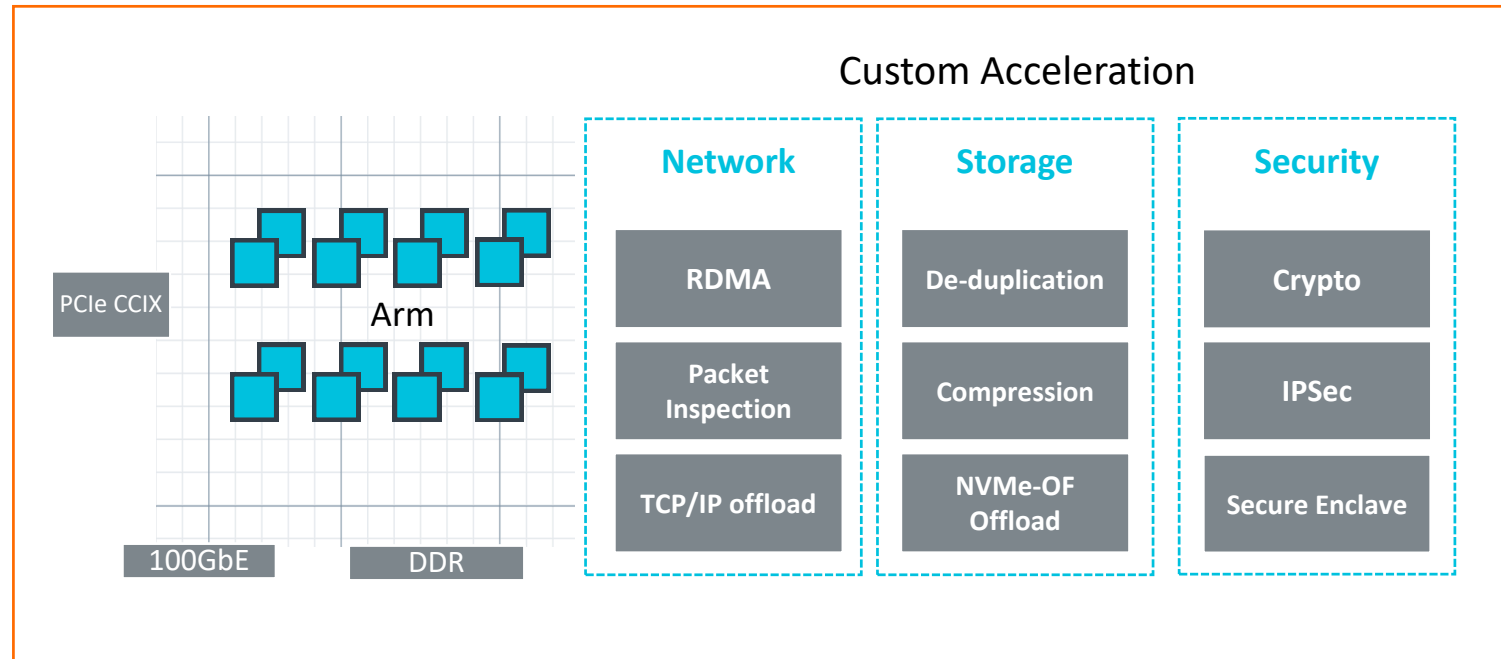 Custom Acceleration
PCIe CCIX
Arm
100GbE
DDR
Network
RDMA
Packet
Inspection
TCP/IP offload
Storage
De-duplication
Compression
NVMe-OF
Offload
Security
Crypto
IPSec
Secure Enclave